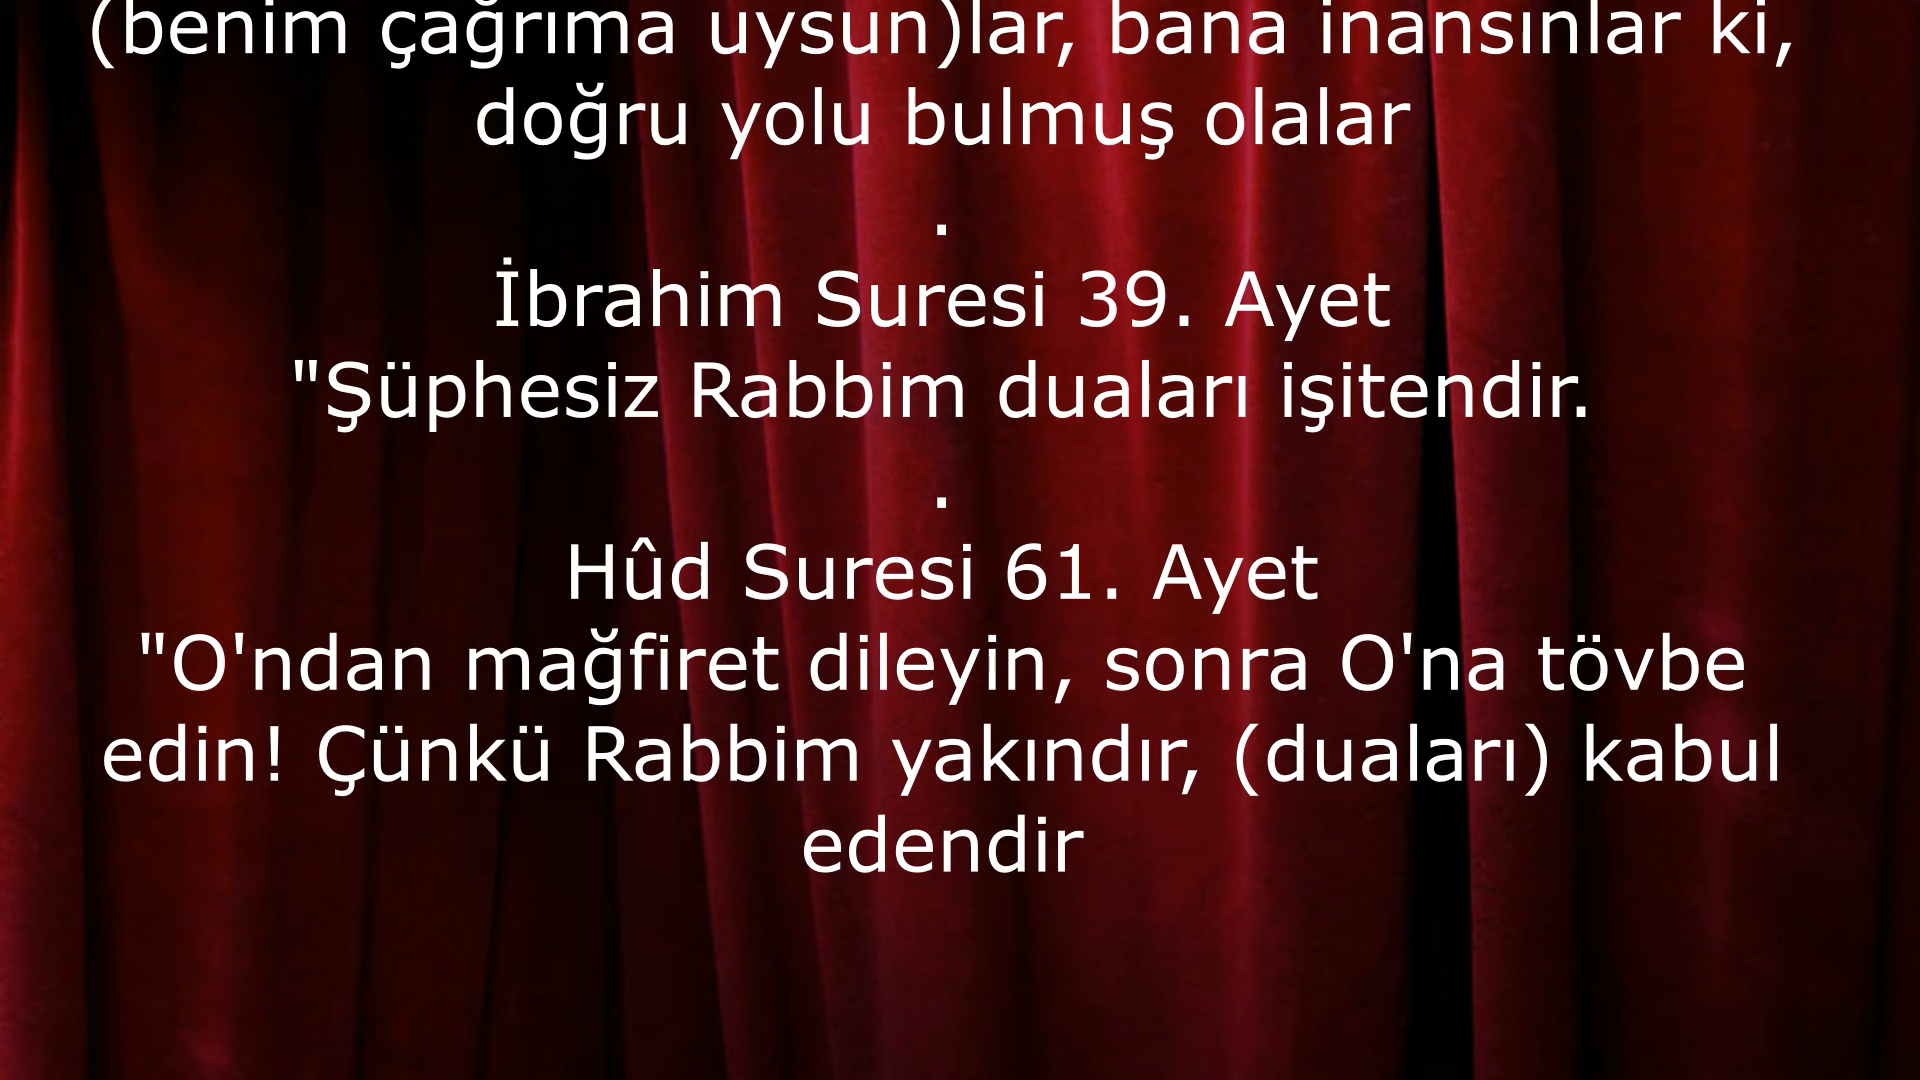 (benim çağrıma uysun)lar, bana inansınlar ki,
doğru yolu bulmuş olalar
.
İbrahim Suresi 39. Ayet
"Şüphesiz Rabbim duaları işitendir.
.
Hûd Suresi 61. Ayet
"O'ndan mağfiret dileyin, sonra O'na tövbe
edin! Çünkü Rabbim yakındır, (duaları) kabul
edendir